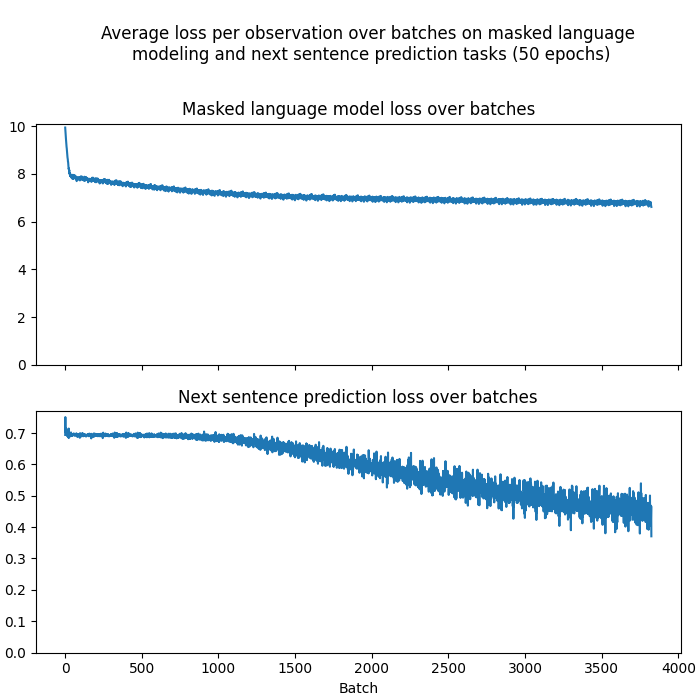 Average loss per observation over batches on masked language
modeling and next sentence prediction tasks (50 epochs)
Masked language model loss over batches
10
8
6
4
2
0
Next sentence prediction loss over batches
0.7
0.6
0.5
0.4
0.3
0.2
0.1
0.0
0 500 1000 1500 2000 2500 3000 3500 4000
Batch